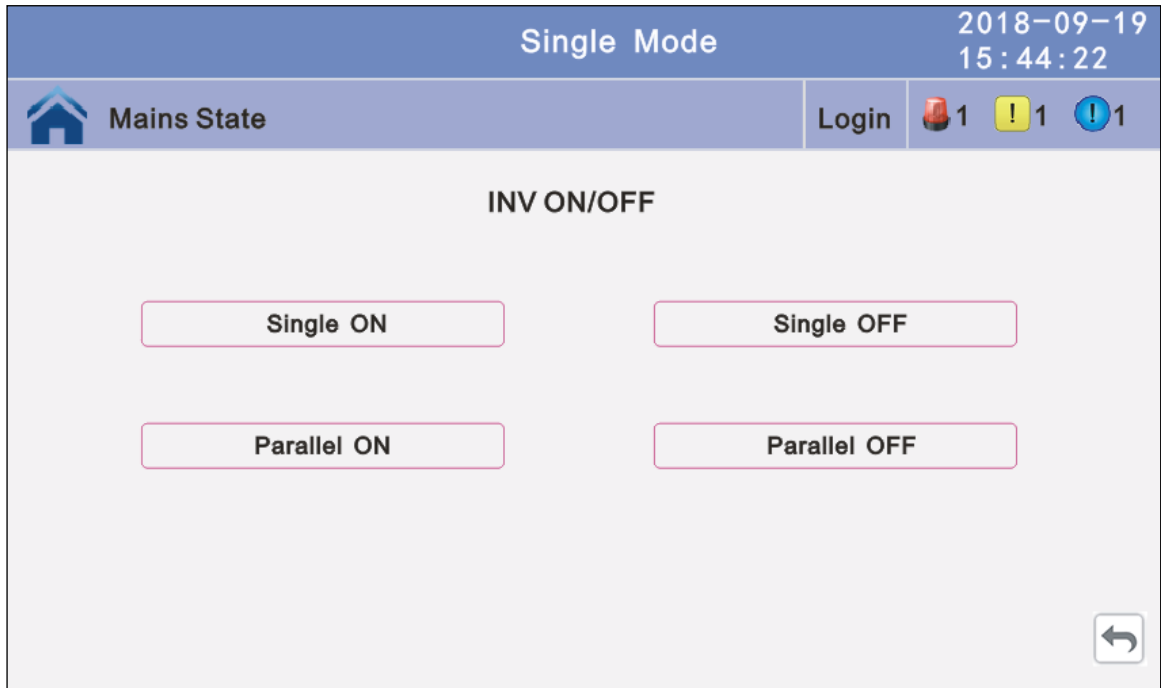 Single Mode
2018-09-19
15:44:22
Mains State
Login
1
! 1
! 1
INV ON/OFF
Single ON
Single OFF
Parallel ON
Parallel OFF